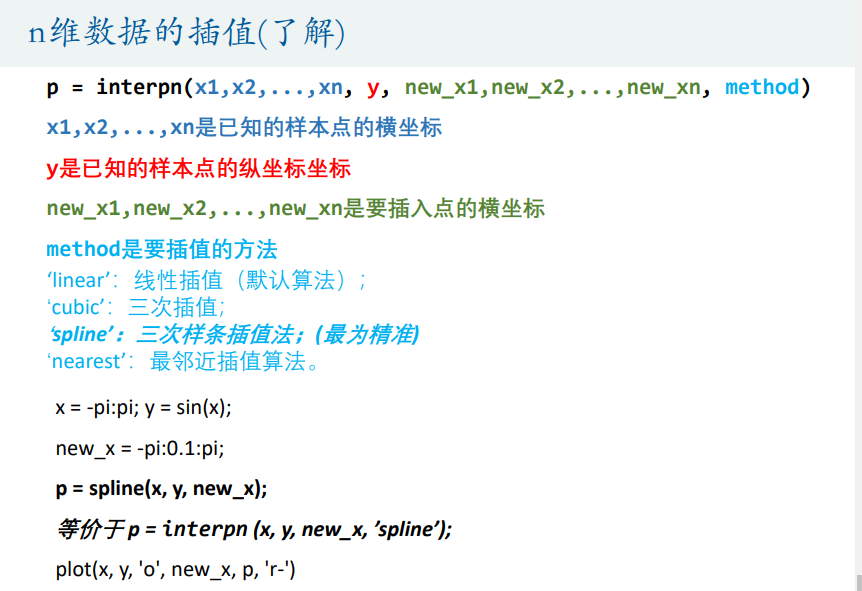 n维数据的插值(了解)
p = interpn(x1,x2,...,xn, y, new_x1,new_x2,...,new_xn, method)
x1,x2,...,xn是已知的样本点的横坐标
y是已知的样本点的纵坐标坐标
new_x1,new_x2,...,new_xn是要插入点的横坐标
method是要插值的方法
‘linear’：线性插值（默认算法）;
‘cubic’：三次插值;
‘spline’：三次样条插值法；(最为精准)
‘nearest’：最邻近插值算法。
x = -pi:pi; y = sin(x);
new_x = -pi:0.1:pi;
p = spline(x, y, new_x);
等价于 p = interpn (x, y, new_x, ’spline’);
plot(x, y, 'o', new_x, p, 'r-')